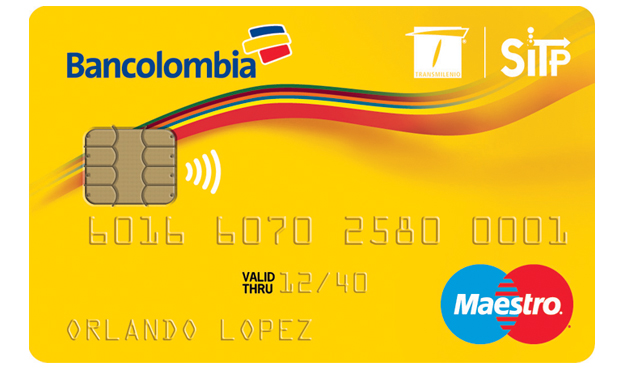 Bancolombia
TRANSMILENIO
SiTP
6016 6070 2580 0001
VALID THRU 12/40
ORLANDO LOPEZ
Maestro